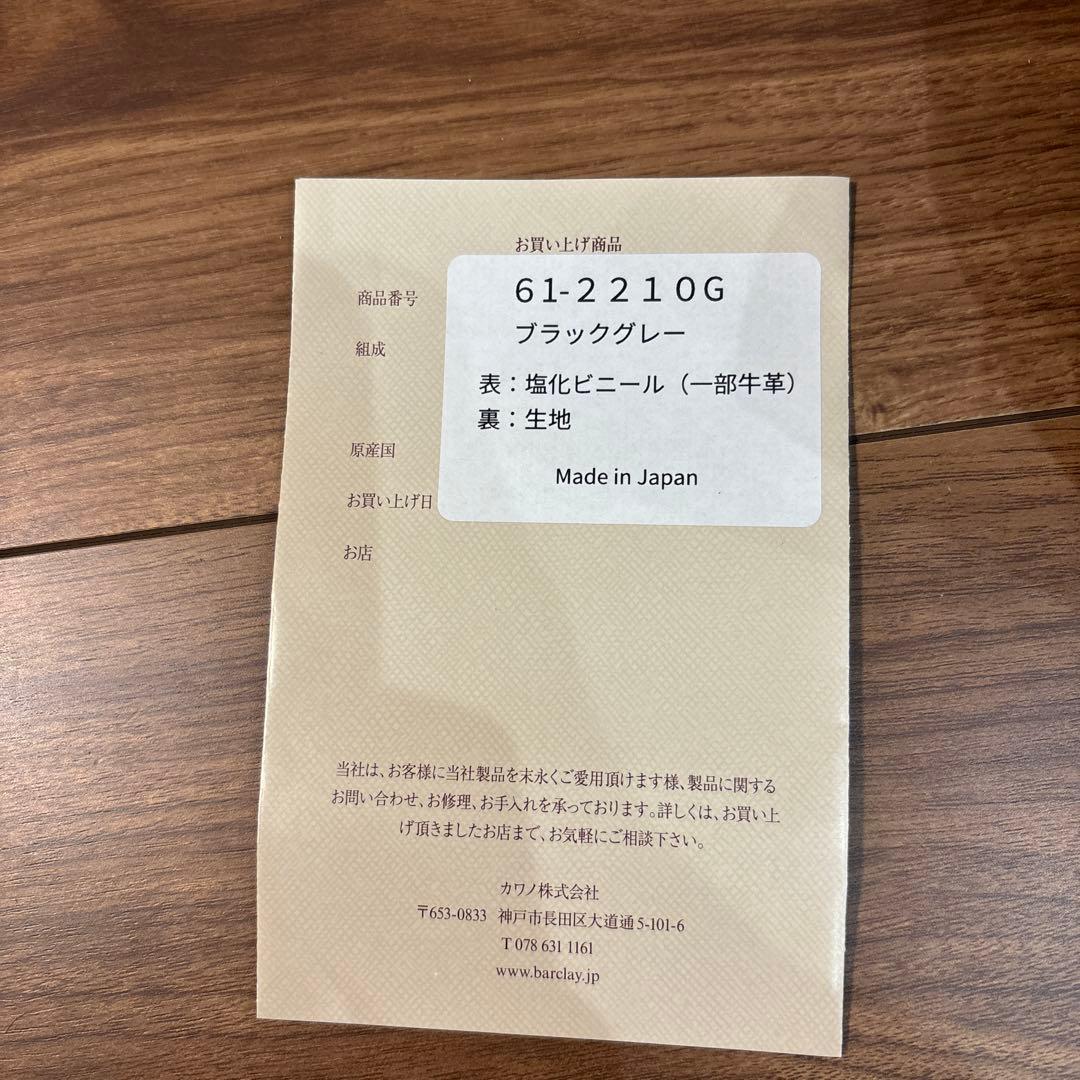 お買い上げ商品
商品番号
61-2210G
ブラックグレー
組成
表：塩化ビニール（一部牛革）
裏：生地
原産国
Made in Japan
お買い上げ日
お店
当社は、お客様に当社製品を末永くご愛用頂けます様、製品に関する
お問い合わせ、お修理、お手入れを承っております。詳しくは、お買い上
げ頂きましたお店まで、お気軽にご相談下さい。
カワノ株式会社
〒653-0833 神戸市長田区大道通5-101-6
T 078 631 1161
www.barclay.jp